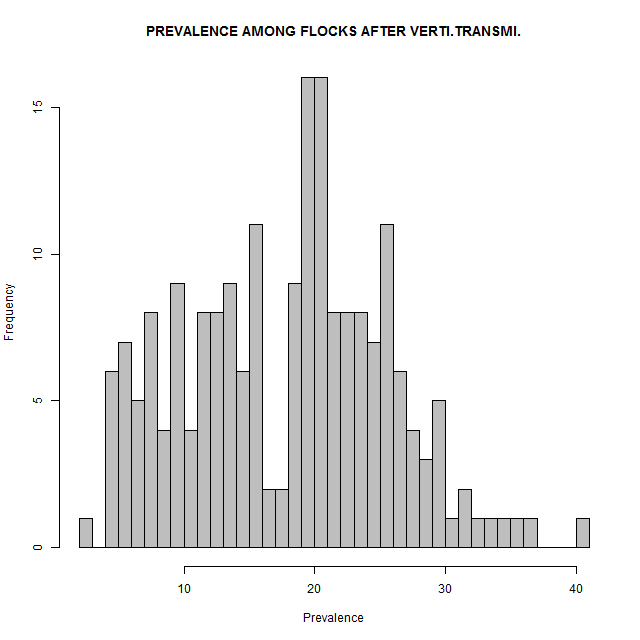 PREVALENCE AMONG FLOCKS AFTER VERTI.TRANSMI.
15
10
5
0
Frequency
10 20 30 40
Prevalence